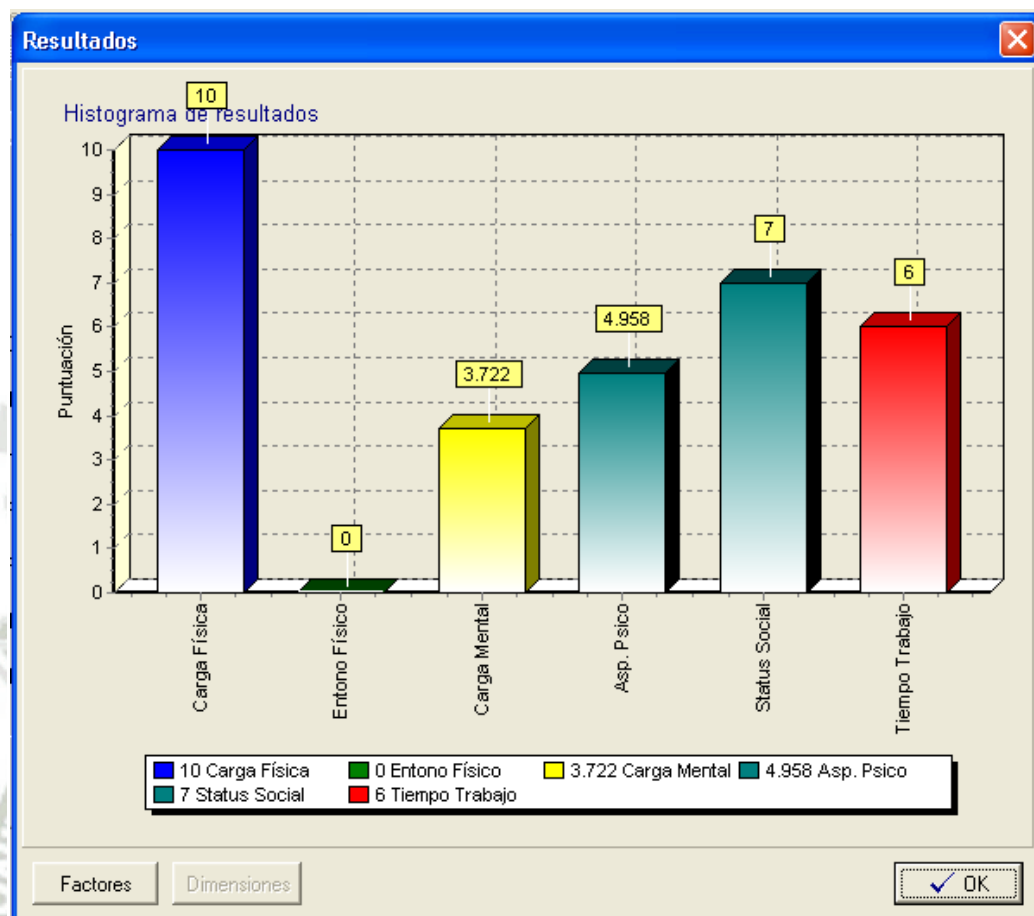 Resultados
10
Histograma de resultados
10
9
8
7
6
5
4
3
2
1
0
Puntuación
0
3.722
4.958
7
6
Carga Física
Entono Físico
Carga Mental
Asp. Psico
Status Social
Tiempo Trabajo
10 Carga Física 0 Entono Físico 3.722 Carga Mental 4.958 Asp. Psico
7 Status Social 6 Tiempo Trabajo
Factores Dimensiones OK